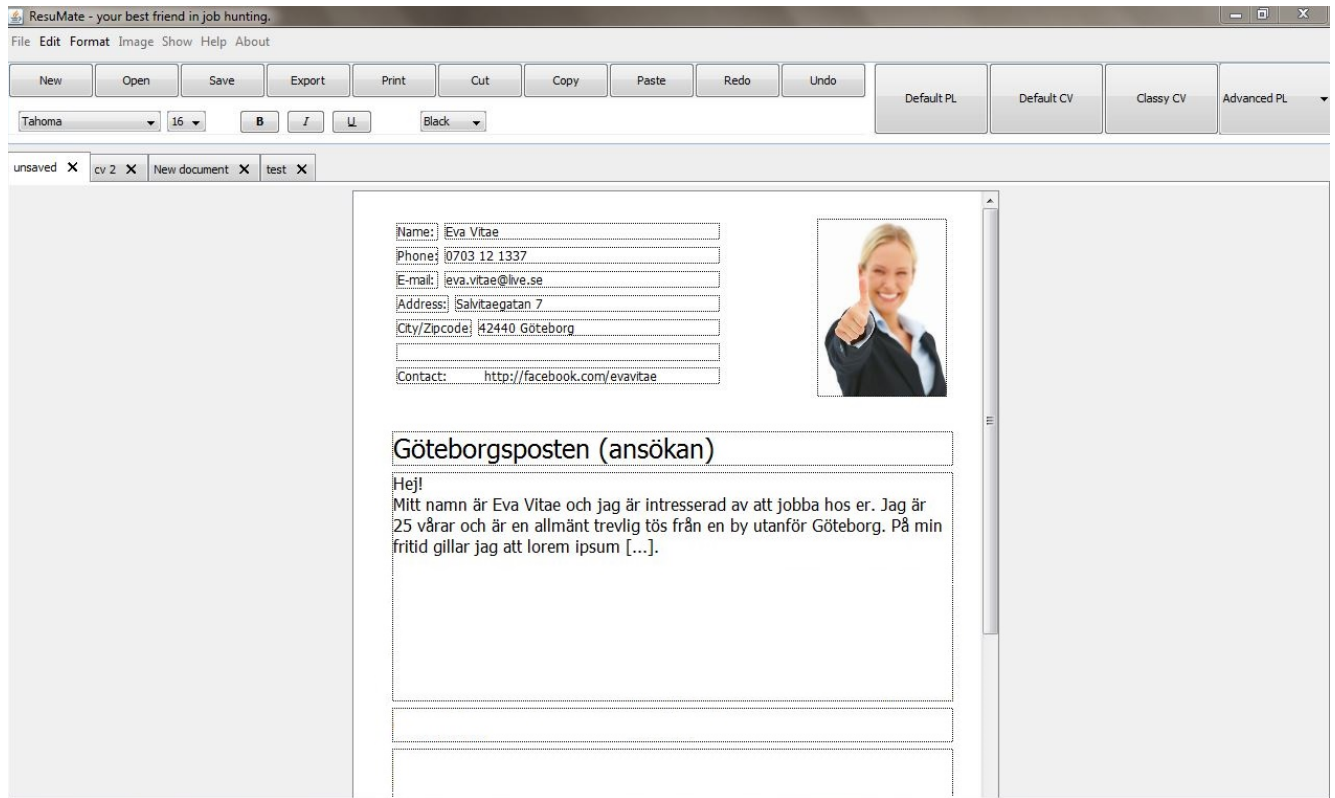 ResuMate - your best friend in job hunting.
File Edit Format Image Show Help About
New Open Save Export Print Cut Copy Paste Redo Undo
Default PL Default CV Classy CV Advanced PL
Tahoma 16 B I U Black
unsaved X cv 2 X New document X test X
Name: Eva Vitae
Phone: 0703 12 1337
E-mail: eva.vitae@live.se
Address: Salvitaegatan 7
City/Zipcode: 42440 Göteborg
Contact: http://facebook.com/evavitae
Göteborgsposten (ansökan)
Hej!
Mitt namn är Eva Vitae och jag är intresserad av att jobba hos er. Jag är
25 vårar och är en allmänt trevlig tös från en by utanför Göteborg. På min
fritid gillar jag att lorem ipsum [...].